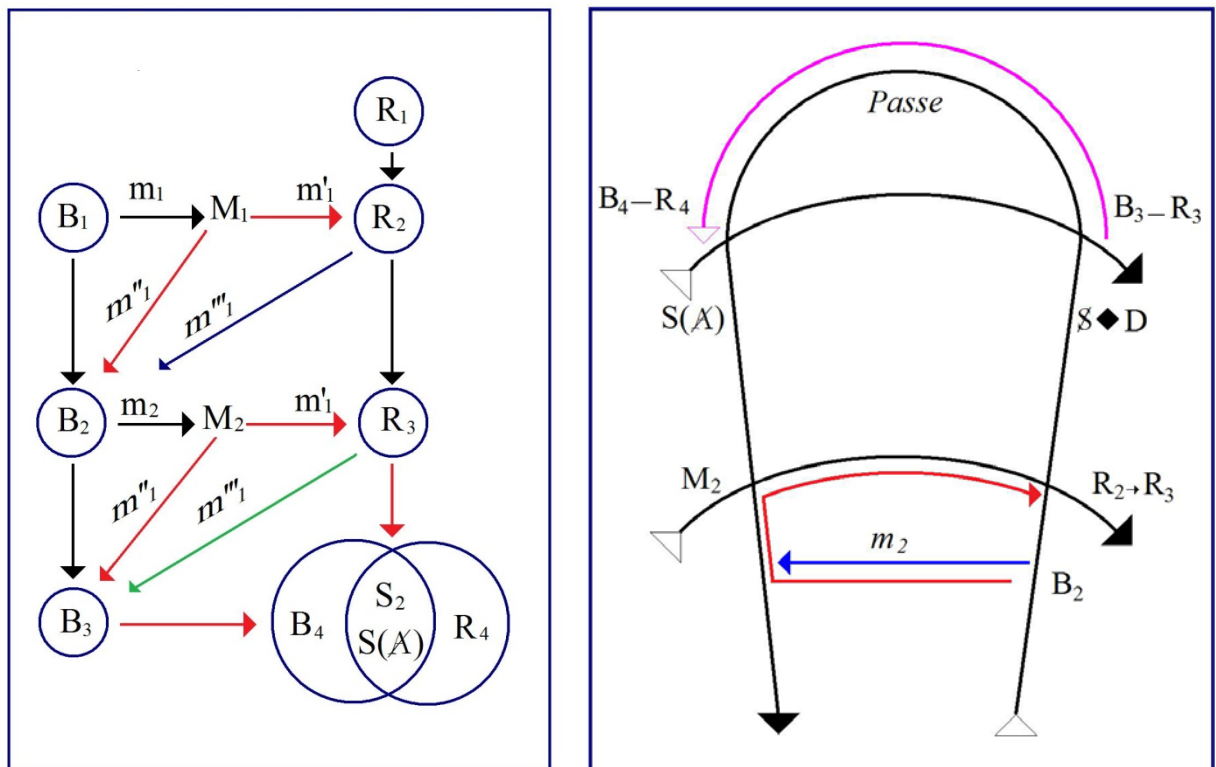 R₁
m₁
m'₁
B₁
M₁
R₂
m''₁
m'''₁
m₂
m'₁
B₂
M₂
R₃
m''₁
m'''₁
B₃
B₄
S₂
S(Ⱥ)
R₄
Passe
B₄–R₄
B₃–R₃
S(Ⱥ)
$◆D
M₂
R₂→R₃
m₂
B₂